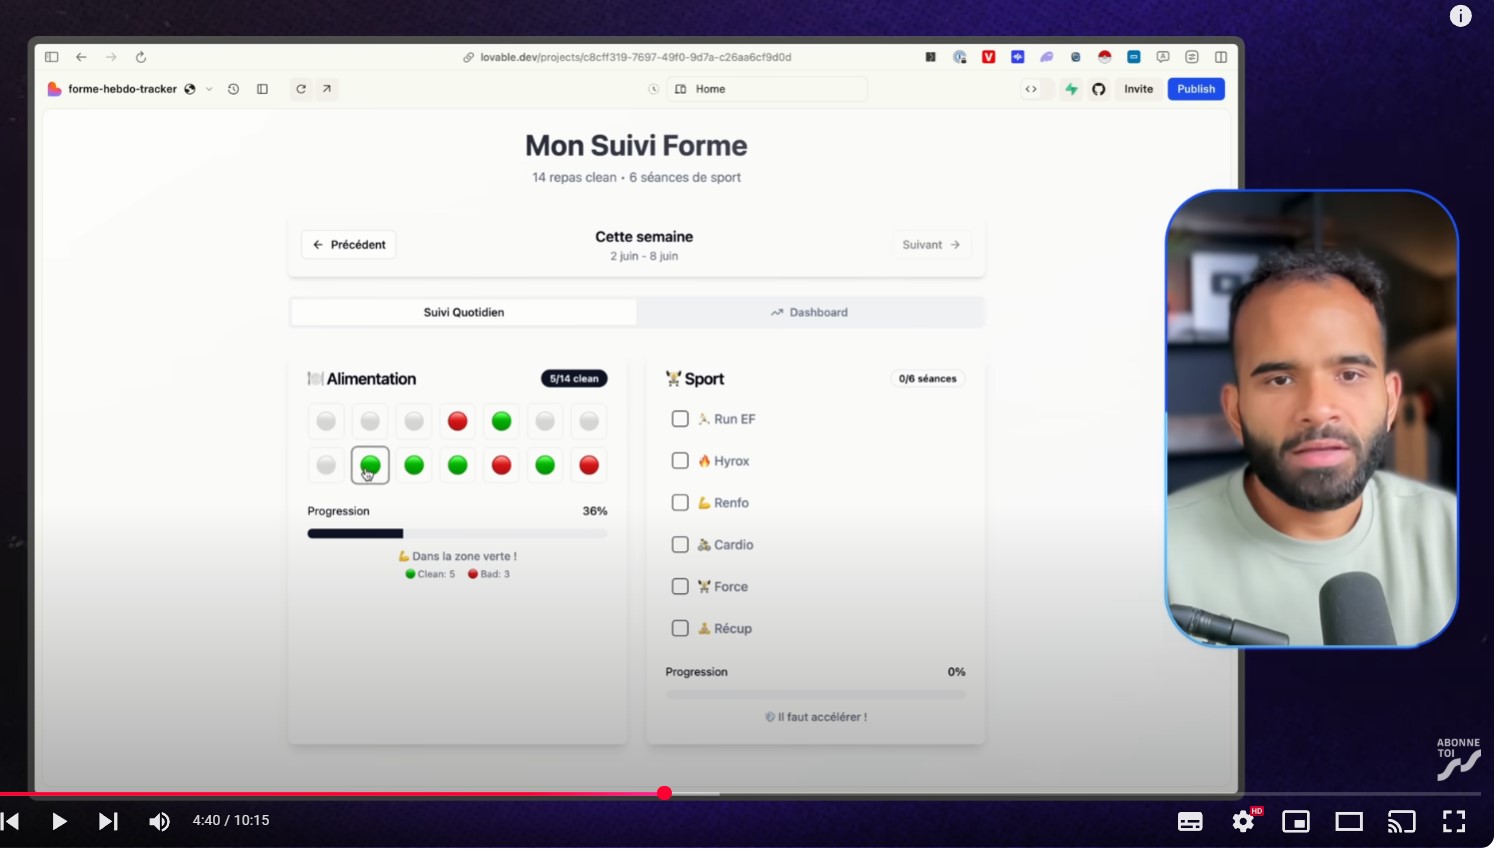 lovable.dev/projects/c8cff319-7697-49f0-9d7a-c26aa6cf9d0d
forme-hebdo-tracker
Home
Invite
Publish
Mon Suivi Forme
14 repas clean • 6 séances de sport
← Précédent
Cette semaine
2 juin - 8 juin
Suivant →
Suivi Quotidien
Dashboard
🍽️ Alimentation
5/14 clean
Progression
36%
💪 Dans la zone verte !
🟢 Clean: 5 🔴 Bad: 3
🏋️ Sport
0/6 séances
🏃 Run EF
🔥 Hyrox
💪 Renfo
🚴 Cardio
🏋️ Force
🧘 Récup
Progression
0%
Il faut accélérer !
ABONNE
TOI
4:40 / 10:15
HD